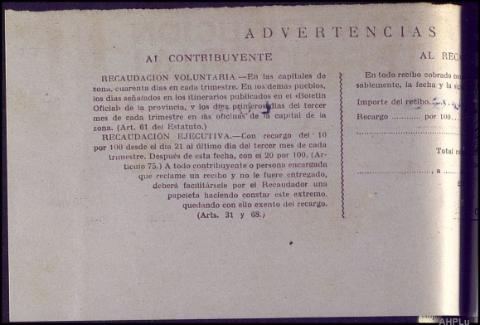 ADVERTENCIAS
AI CONTRIBUYENTE
RECAUDACION VOLUNTARIA.—En las capitales de
zona, cuarenta días en cada trimestre. En los demás pueblos,
los días señalados en los itinerarios publicados en el «Boletín
Oficial» de la provincia, y los diez primeros días del tercer
mes de cada trimestre en las oficinas de la capital de la
zona. (Art. 61 del Estatuto.)
RECAUDACIÓN EJECUTIVA.—Con recargo del 10
por 100 desde el día 21 al último día del tercer mes de cada
trimestre. Después de esta fecha, con el 20 por 100. (Ar-
tículo 75.) A todo contribuyente o persona encargada
que reclame un recibo y no le fuere entregado,
deberá facilitársele por el Recaudador una
papeleta haciendo constar este extremo,
quedando con ello exento del recargo.
(Arts. 31 y 68.)
AL REC
En todo recibo cobrado con
sablemente, la fecha y la
Importe del recibo
Recargo ........... por 100...
Total
, a
AHPLu